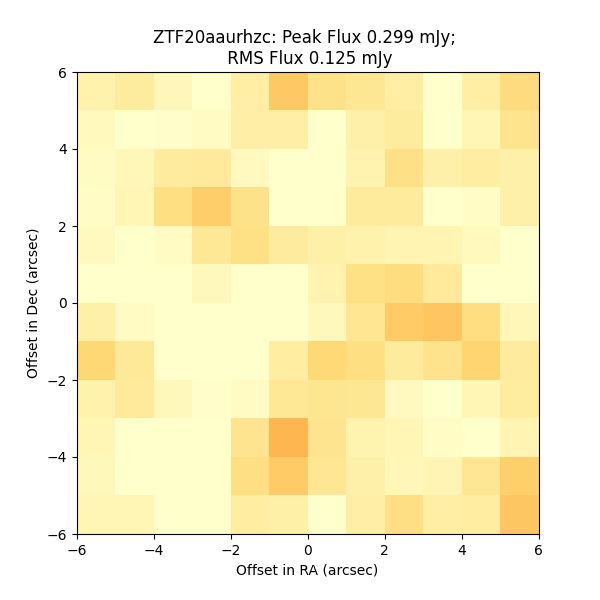 ZTF20aaurhzc: Peak Flux 0.299 mJy;
RMS Flux 0.125 mJy
6
4
2
0
−2
−4
−6
Offset in Dec (arcsec)
−6 −4 −2 0 2 4 6
Offset in RA (arcsec)